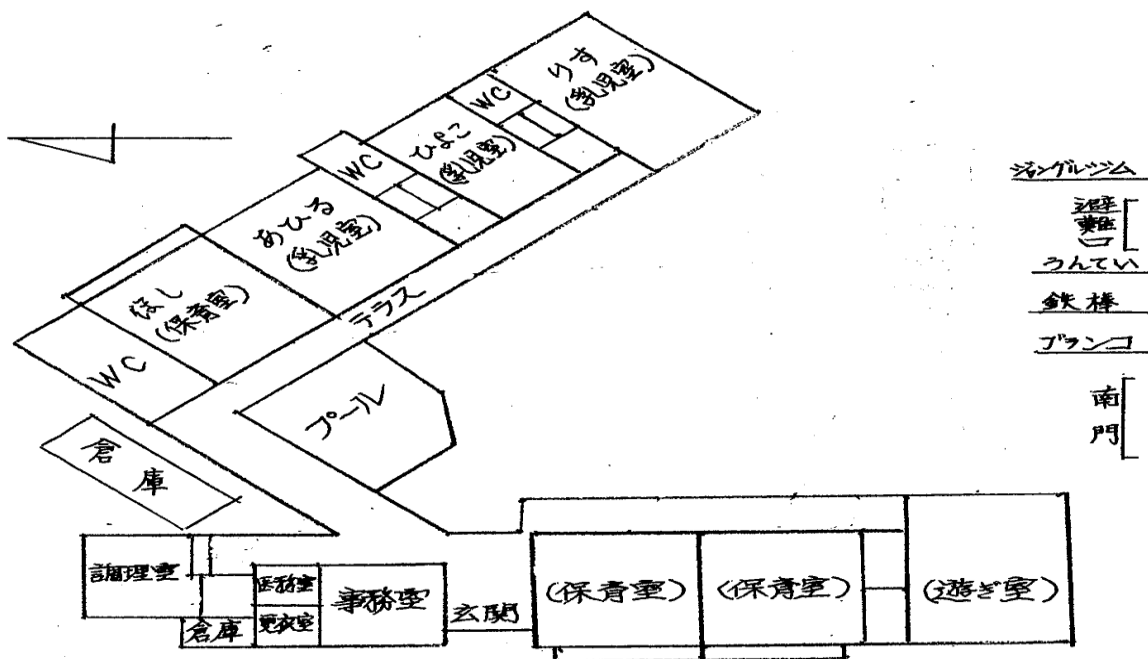 りす
(乳児室)
WC
ひよこ
(乳児室)
WC
あひる
(乳児室)
ほし
(保育室)
WC
テラス
プール
倉庫
ジャングルジム
避難口
うんてい
鉄棒
ブランコ
南門
調理室
医務室
更衣室
倉庫
事務室
玄関
(保育室)
(保育室)
(遊ぎ室)